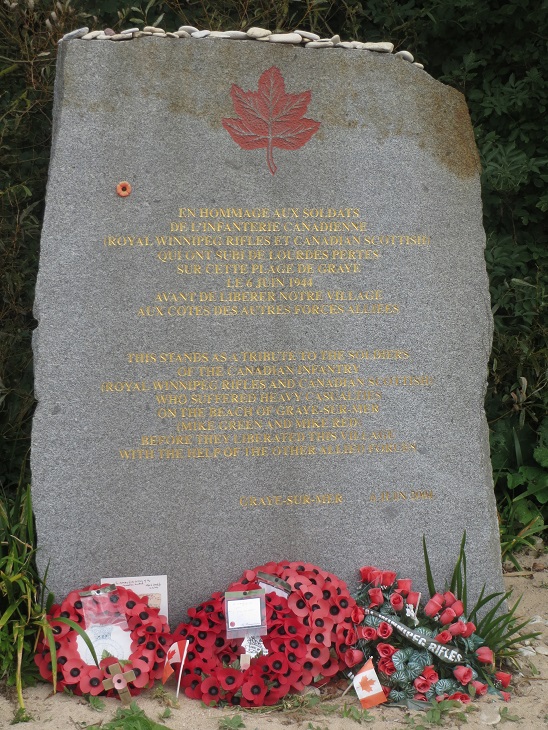 EN HOMMAGE AUX SOLDATS
DE L'INFANTERIE CANADIENNE
(ROYAL WINNIPEG RIFLES ET CANADIAN SCOTTISH)
QUI ONT SUBI DE LOURDES PERTES
SUR CETTE PLAGE DE GRAYE
LE 6 JUIN 1944
AVANT DE LIBERER NOTRE VILLAGE
AUX COTES DES AUTRES FORCES ALLIEES
THIS STANDS AS A TRIBUTE TO THE SOLDIERS
OF THE CANADIAN INFANTRY
(ROYAL WINNIPEG RIFLES AND CANADIAN SCOTTISH)
WHO SUFFERED HEAVY CASUALTIES
ON THE BEACH OF GRAYE-SUR-MER
(MIKE GREEN AND MIKE RED)
BEFORE THEY LIBERATED THIS VILLAGE
WITH THE HELP OF THE OTHER ALLIED FORCES
GRAYE-SUR-MER JUIN
WINNIPEG RIFLES